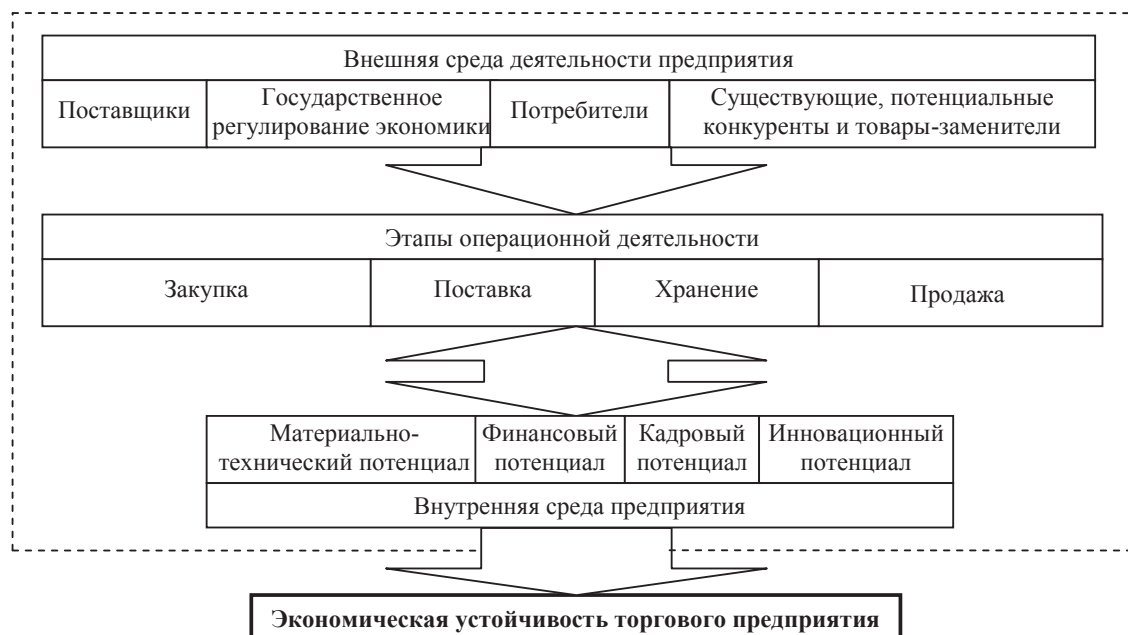 Внешняя среда деятельности предприятия
Поставщики
Государственное
регулирование экономики
Потребители
Существующие, потенциальные
конкуренты и товары-заменители
Этапы операционной деятельности
Закупка
Поставка
Хранение
Продажа
Материально-
технический потенциал
Финансовый
потенциал
Кадровый
потенциал
Инновационный
потенциал
Внутренняя среда предприятия
Экономическая устойчивость торгового предприятия